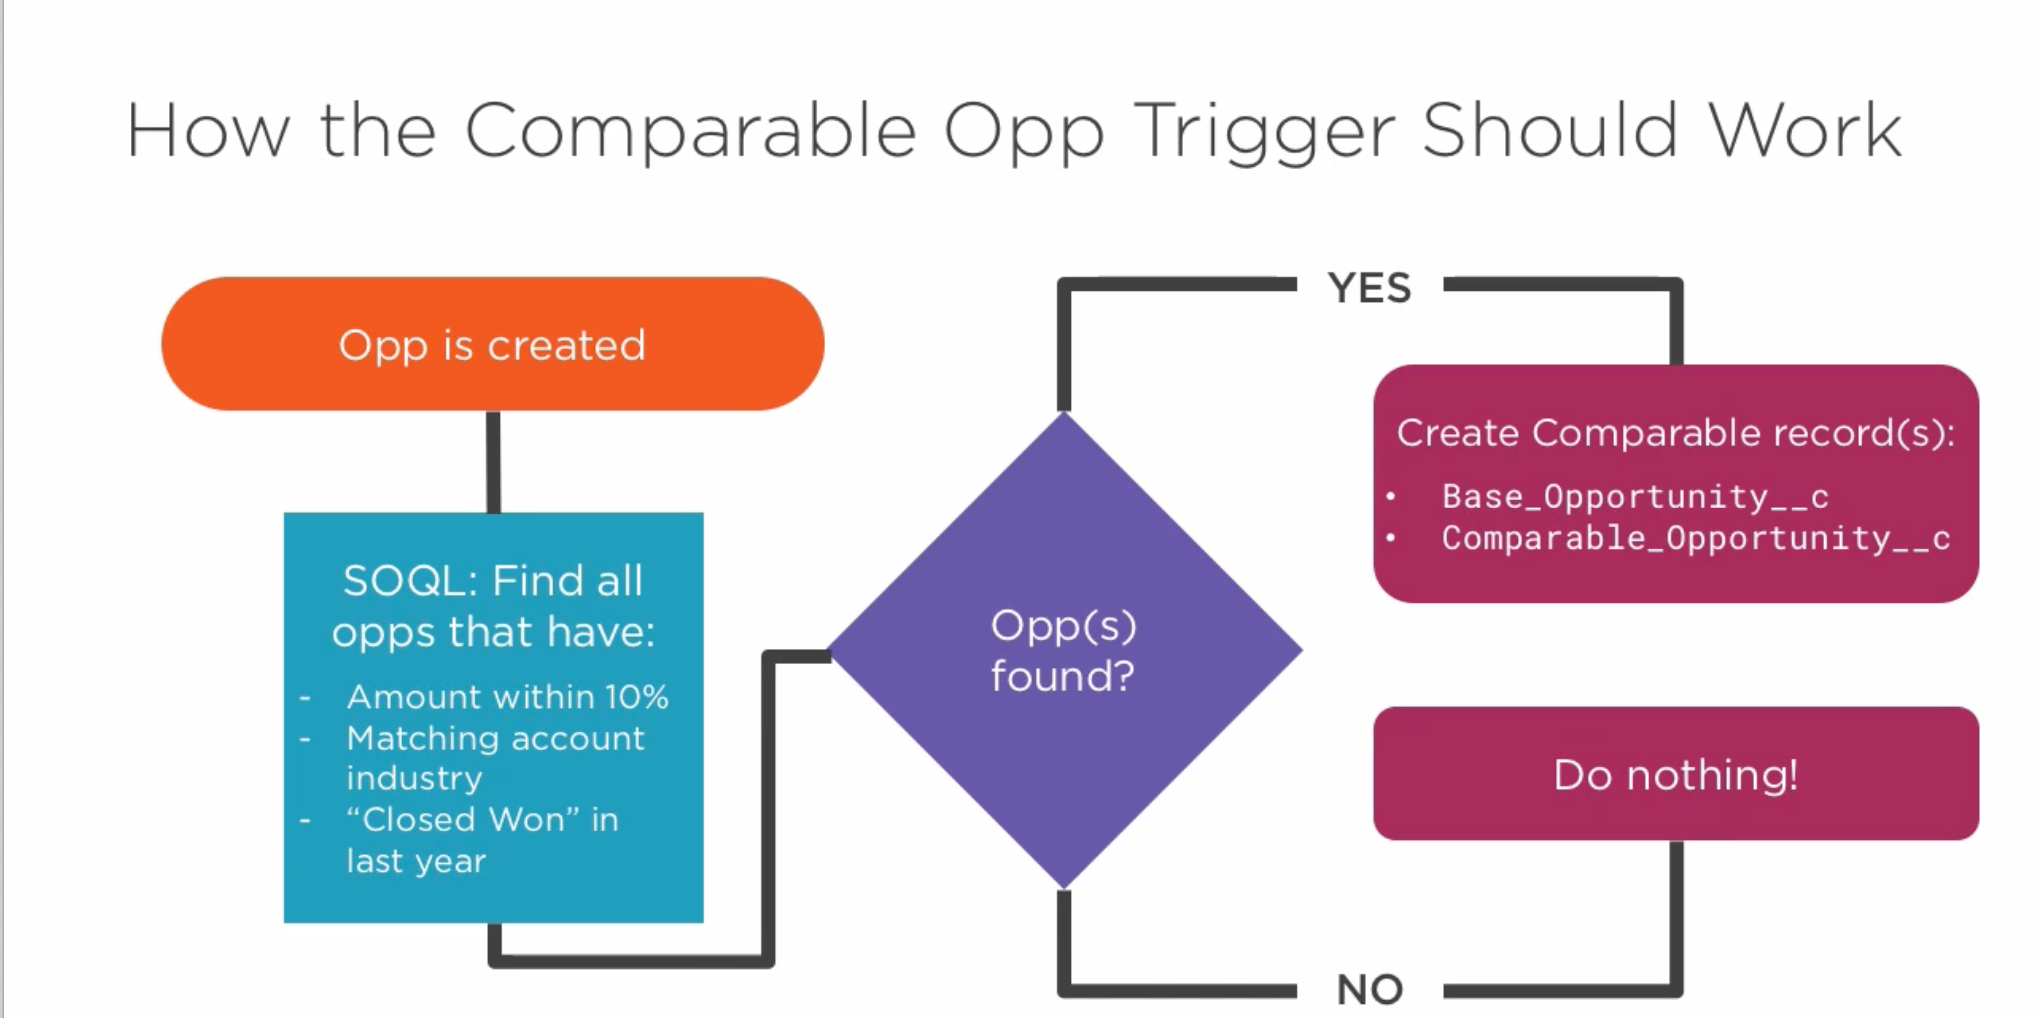 How the Comparable Opp Trigger Should Work
Opp is created
SOQL: Find all
opps that have:
- Amount within 10%
- Matching account
industry
- “Closed Won” in
last year
Opp(s)
found?
YES
Create Comparable record(s):
• Base_Opportunity__c
• Comparable_Opportunity__c
Do nothing!
NO